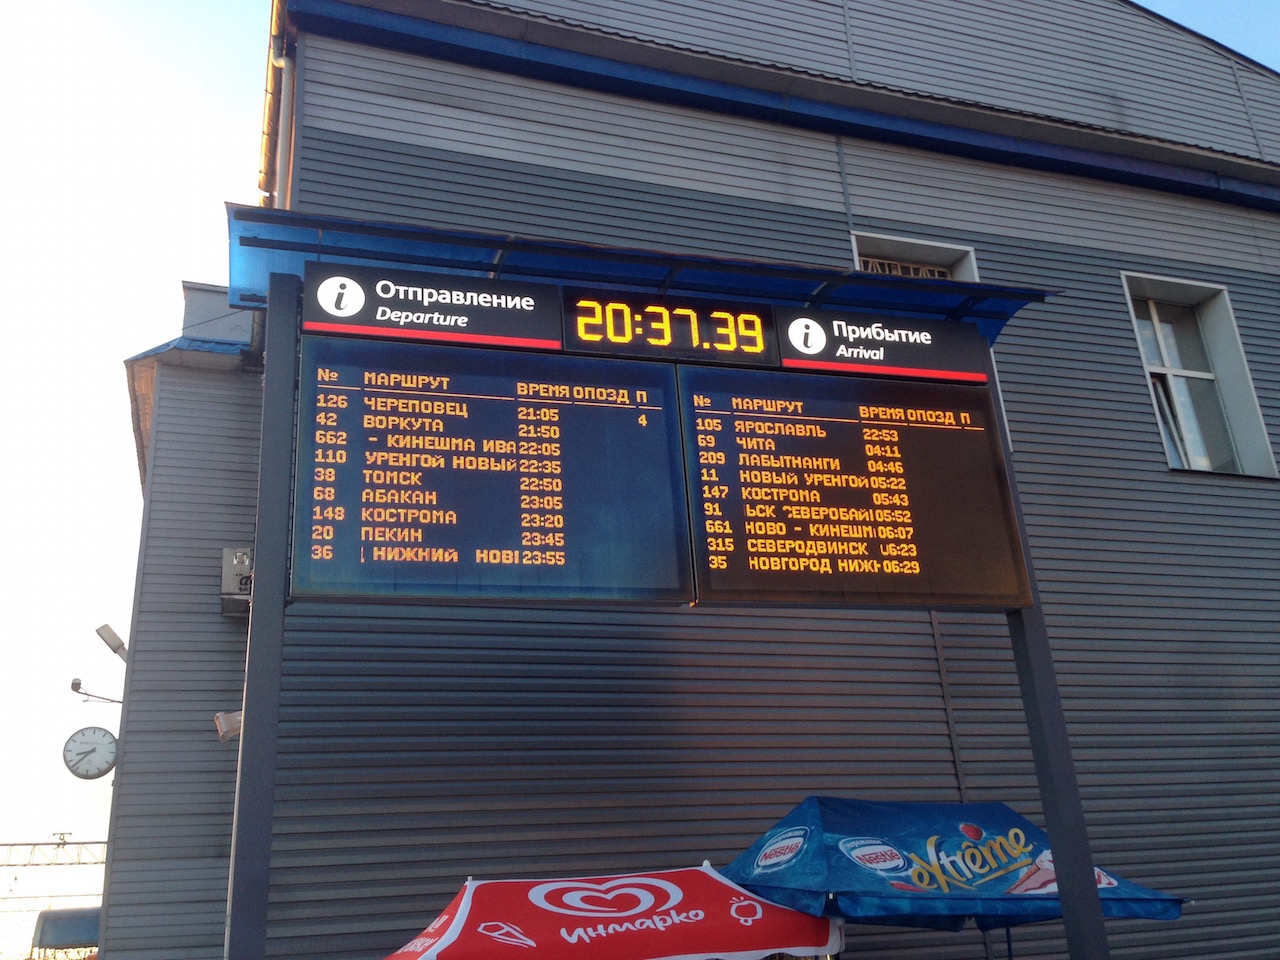 Отправление
Departure
20:37.39
Прибытие
Arrival
№ МАРШРУТ ВРЕМЯ ОПОЗД П
126 ЧЕРЕПОВЕЦ 21:05
42 ВОРКУТА 21:50 4
662 - КИНЕШМА ИВА 22:05
110 УРЕНГОЙ НОВЫЙ 22:35
38 ТОМСК 22:50
68 АБАКАН 23:05
148 КОСТРОМА 23:20
20 ПЕКИН 23:45
36 НИЖНИЙ НОВ 23:55
№ МАРШРУТ ВРЕМЯ ОПОЗД П
105 ЯРОСЛАВЛЬ 22:53
69 ЧИТА 04:11
209 ЛАБЫТНАНГИ 04:46
11 НОВЫЙ УРЕНГОЙ 05:22
147 КОСТРОМА 05:43
91 ЬСК СЕВЕРОБАЙ 05:52
661 НОВО - КИНЕШМ 06:07
315 СЕВЕРОДВИНСК 06:23
35 НОВГОРОД НИЖ 06:29
Nestlé
Nestlé
extrême
Инмарко